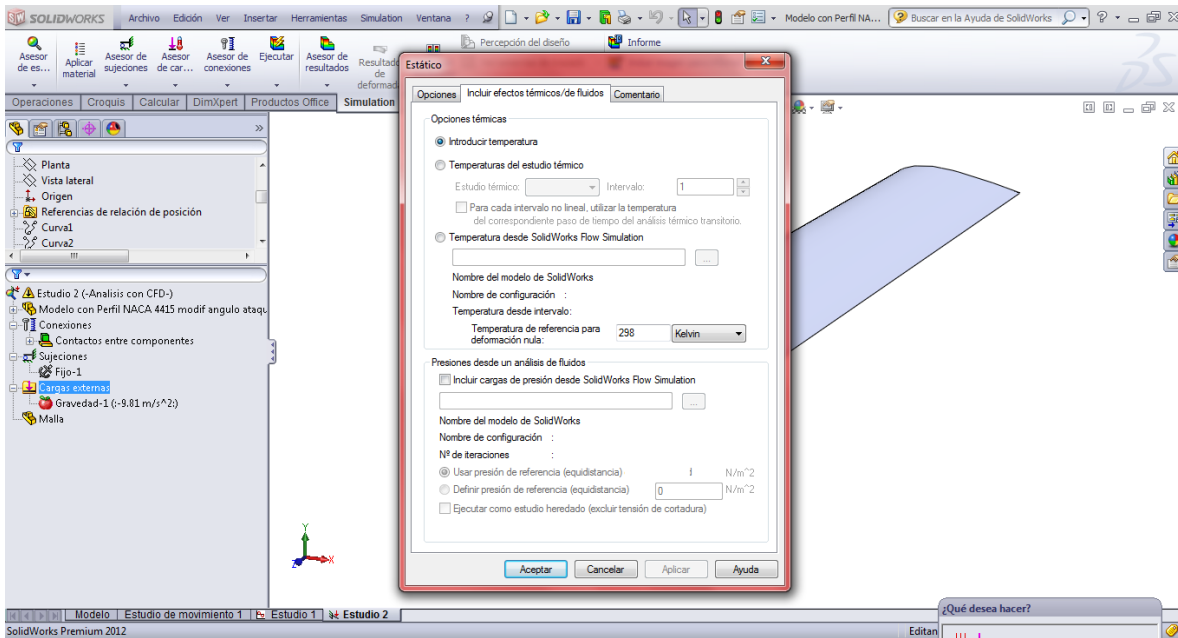 SOLIDWORKS Archivo Edición Ver Insertar Herramientas Simulation Ventana ? Modelo con Perfil NA... Buscar en la Ayuda de SolidWorks ?
Percepción del diseño Informe
Asesor de es... Aplicar material Asesor de sujeciones Asesor de car... Asesor de conexiones Ejecutar Asesor de resultados Resultado de
Operaciones Croquis Calcular DimXpert Productos Office Simulation
Planta
Vista lateral
Origen
Referencias de relación de posición
Curva1
Curva2
Estudio 2 (-Analisis con CFD-)
Modelo con Perfil NACA 4415 modif angulo ataqu
Conexiones
Contactos entre componentes
Sujeciones
Fijo-1
Cargas externas
Gravedad-1 (:-9.81 m/s^2:)
Malla
Estático
Opciones Incluir efectos térmicos/de fluidos Comentario
Opciones térmicas
Introducir temperatura
Temperaturas del estudio térmico
Estudio térmico: Intervalo: 1
Para cada intervalo no lineal, utilizar la temperatura
del correspondiente paso de tiempo del análisis térmico transitorio.
Temperatura desde SolidWorks Flow Simulation
...
Nombre del modelo de SolidWorks
Nombre de configuración :
Temperatura desde intervalo:
Temperatura de referencia para
deformación nula: 298 Kelvin
Presiones desde un análisis de fluidos
Incluir cargas de presión desde SolidWorks Flow Simulation
...
Nombre del modelo de SolidWorks
Nombre de configuración :
Nº de iteraciones :
Usar presión de referencia (equidistancia) : N/m^2
Definir presión de referencia (equidistancia) 0 N/m^2
Ejecutar como estudio heredado (excluir tensión de cortadura)
Aceptar Cancelar Aplicar Ayuda
Y
X
Z
Modelo Estudio de movimiento 1 Estudio 1 Estudio 2
¿Qué desea hacer?
SolidWorks Premium 2012 Editan